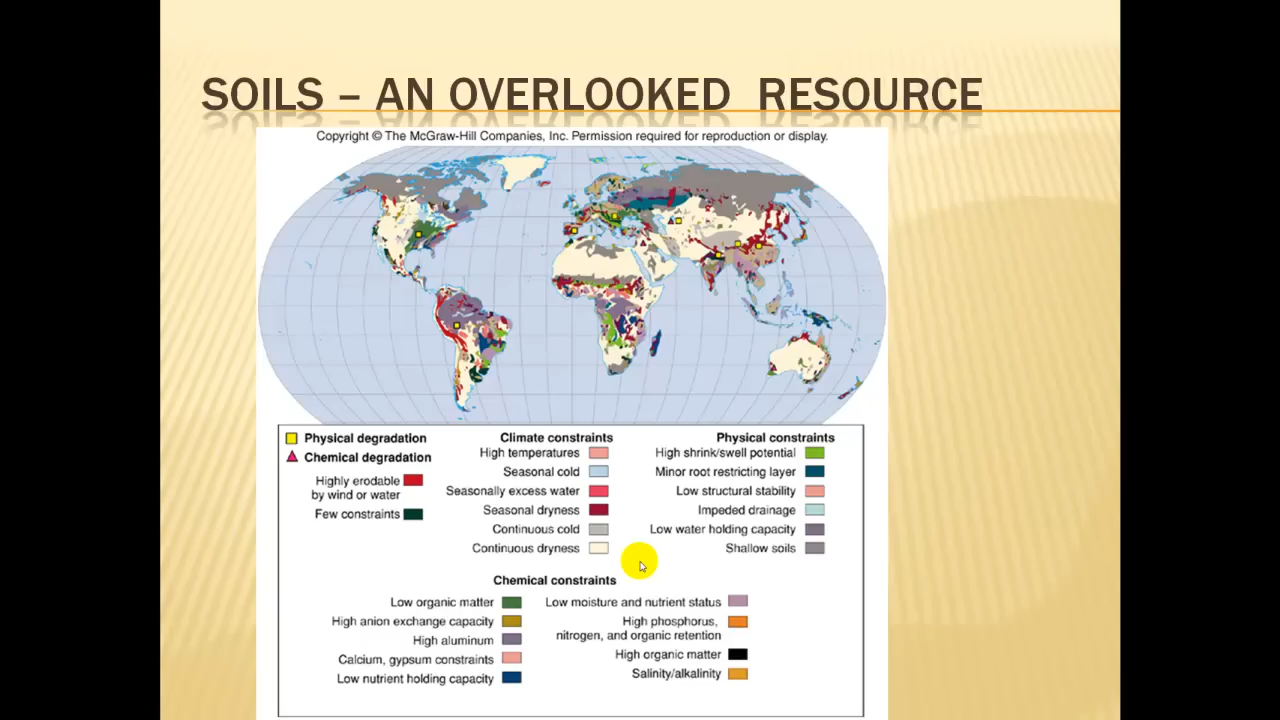 SOILS – AN OVERLOOKED RESOURCE
Copyright © The McGraw-Hill Companies, Inc. Permission required for reproduction or display.
Physical degradation
Chemical degradation
Highly erodable
by wind or water
Few constraints
Climate constraints
High temperatures
Seasonal cold
Seasonally excess water
Seasonal dryness
Continuous cold
Continuous dryness
Physical constraints
High shrink/swell potential
Minor root restricting layer
Low structural stability
Impeded drainage
Low water holding capacity
Shallow soils
Chemical constraints
Low organic matter
High anion exchange capacity
High aluminum
Calcium, gypsum constraints
Low nutrient holding capacity
Low moisture and nutrient status
High phosphorus,
nitrogen, and organic retention
High organic matter
Salinity/alkalinity